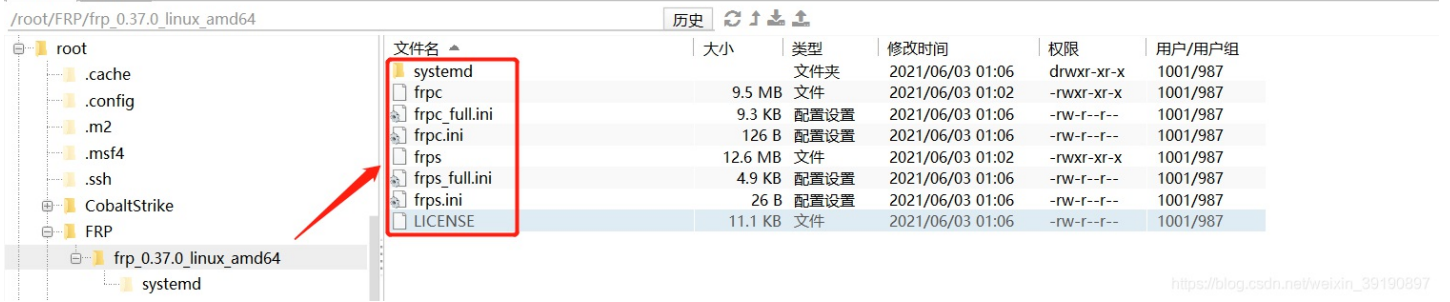 /root/FRP/frp_0.37.0_linux_amd64 历史
root
.cache
.config
.m2
.msf4
.ssh
CobaltStrike
FRP
frp_0.37.0_linux_amd64
systemd
文件名 大小 类型 修改时间 权限 用户/用户组
systemd 文件夹 2021/06/03 01:06 drwxr-xr-x 1001/987
frpc 9.5 MB 文件 2021/06/03 01:02 -rwxr-xr-x 1001/987
frpc_full.ini 9.3 KB 配置设置 2021/06/03 01:06 -rw-r--r-- 1001/987
frpc.ini 126 B 配置设置 2021/06/03 01:06 -rw-r--r-- 1001/987
frps 12.6 MB 文件 2021/06/03 01:02 -rwxr-xr-x 1001/987
frps_full.ini 4.9 KB 配置设置 2021/06/03 01:06 -rw-r--r-- 1001/987
frps.ini 26 B 配置设置 2021/06/03 01:06 -rw-r--r-- 1001/987
LICENSE 11.1 KB 文件 2021/06/03 01:06 -rw-r--r-- 1001/987
https://blog.csdn.net/weixin_39190897